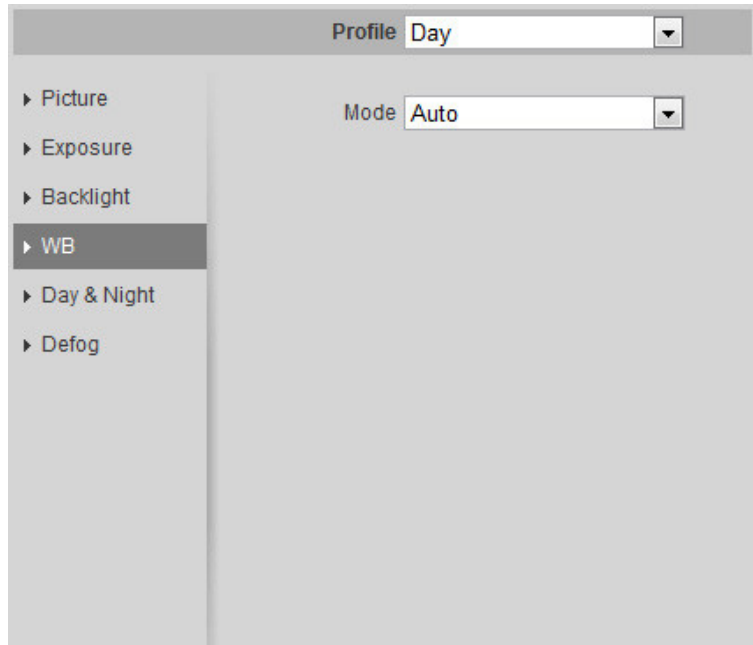 Profile Day
Picture
Mode Auto
Exposure
Backlight
WB
Day & Night
Defog